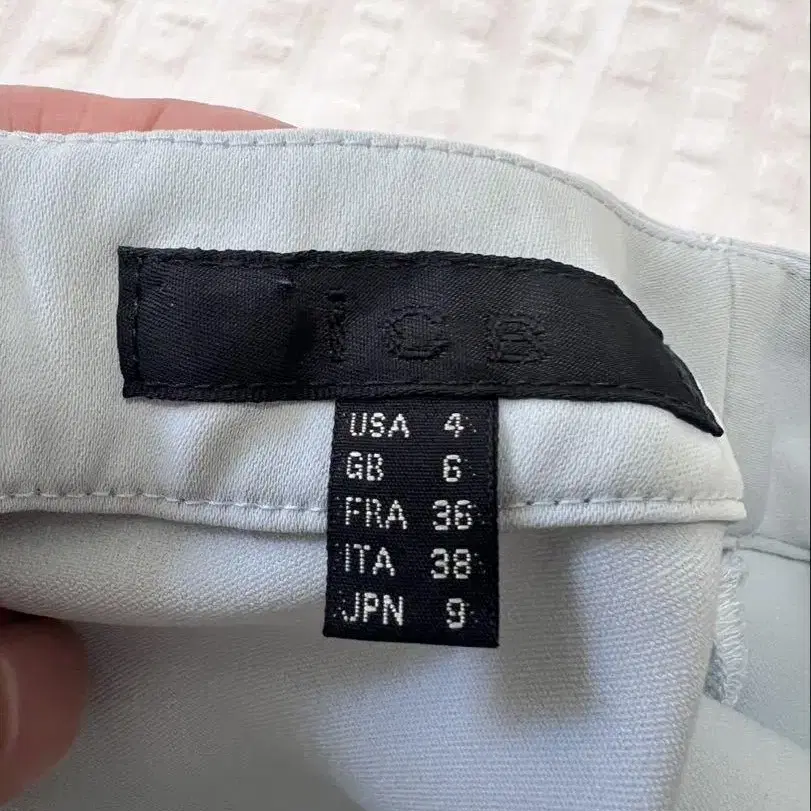 iCB
USA 4
GB 6
FRA 36
ITA 38
JPN 9